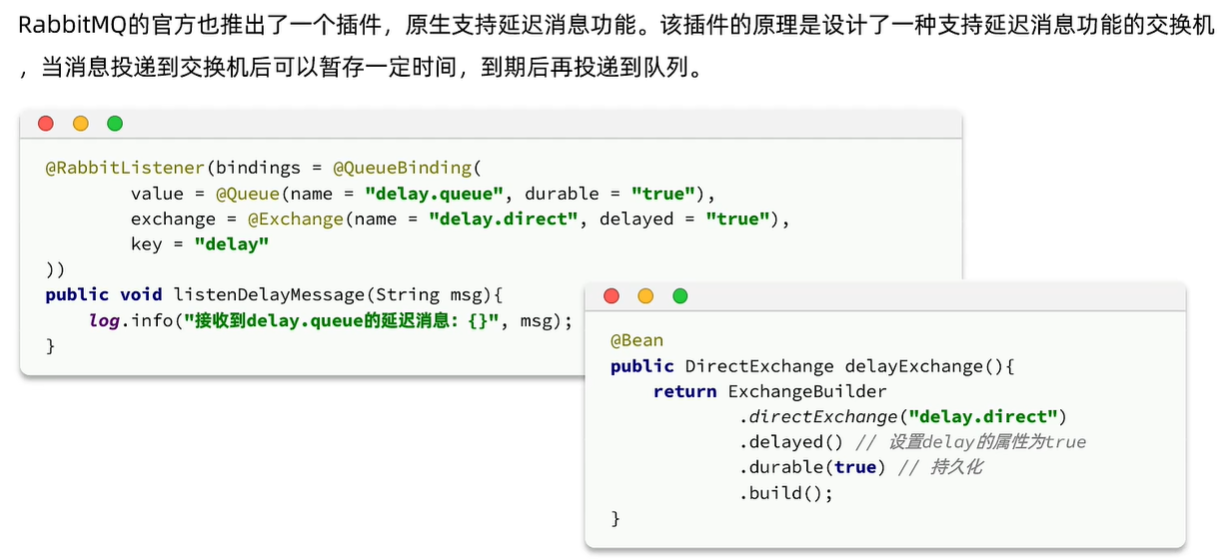 RabbitMQ的官方也推出了一个插件，原生支持延迟消息功能。该插件的原理是设计了一种支持延迟消息功能的交换机
，当消息投递到交换机后可以暂存一定时间，到期后再投递到队列。
@RabbitListener(bindings = @QueueBinding(
        value = @Queue(name = "delay.queue", durable = "true"),
        exchange = @Exchange(name = "delay.direct", delayed = "true"),
        key = "delay"
))
public void listenDelayMessage(String msg){
    log.info("接收到delay.queue的延迟消息：{}", msg);
}
@Bean
public DirectExchange delayExchange(){
    return ExchangeBuilder
            .directExchange("delay.direct")
            .delayed() // 设置delay的属性为true
            .durable(true) // 持久化
            .build();
}